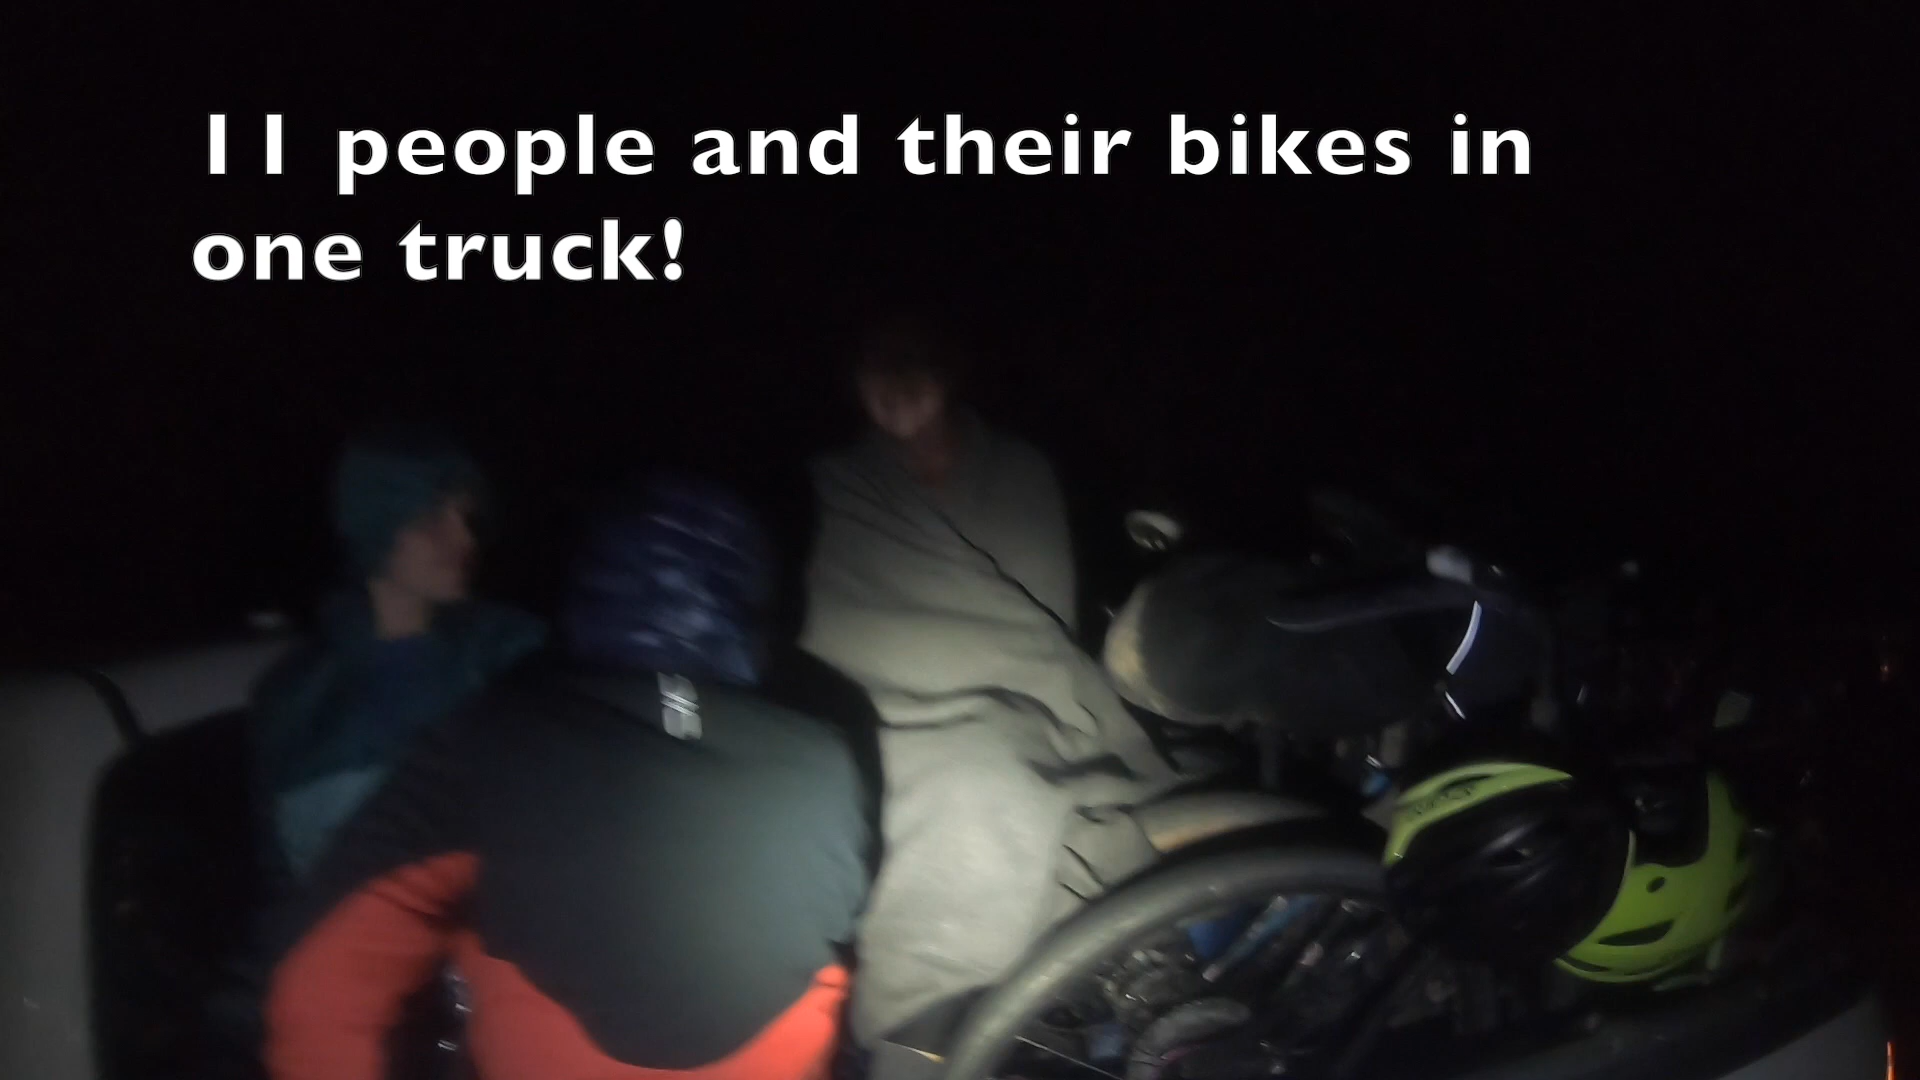 11 people and their bikes in
one truck!